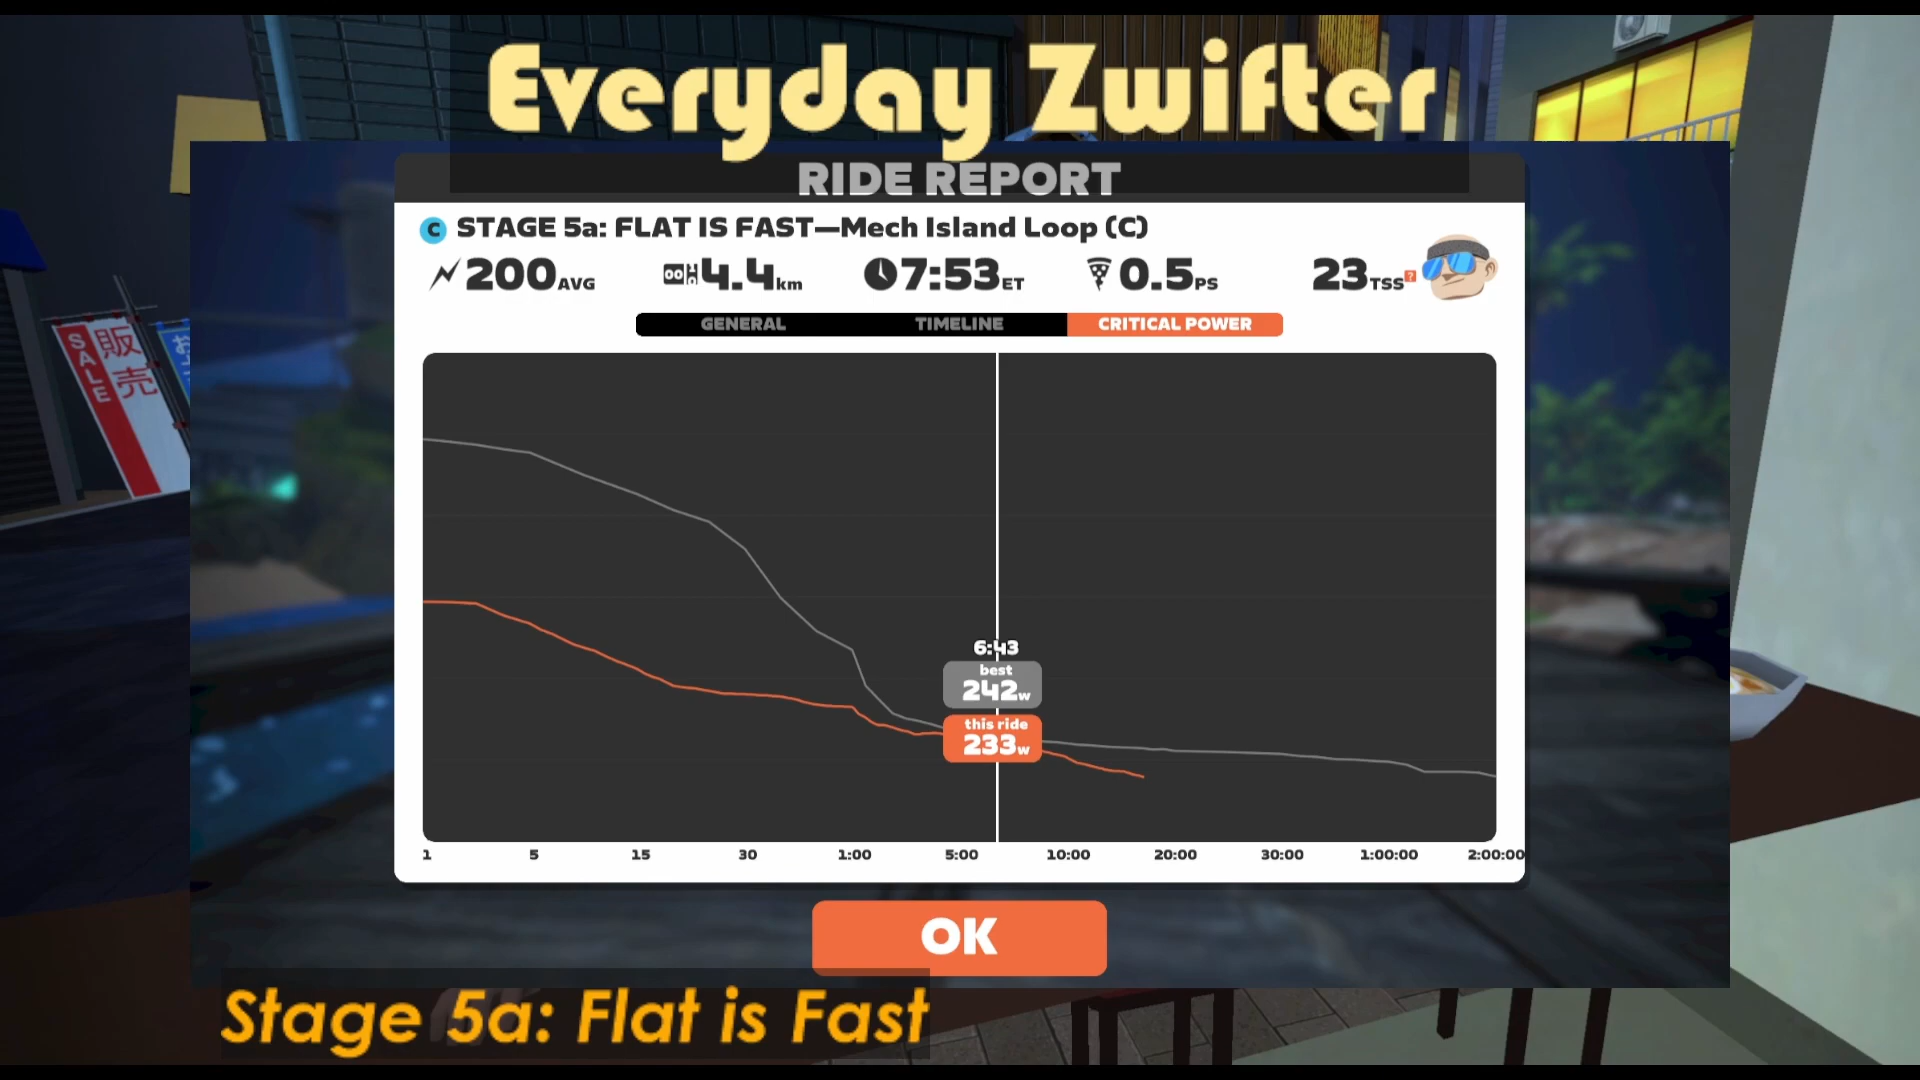 Everyday Zwifter
RIDE REPORT
C STAGE 5a: FLAT IS FAST—Mech Island Loop (C)
200AVG 4.4km 7:53ET 0.5PS 23TSS?
GENERAL TIMELINE CRITICAL POWER
SALE
販売
お
6:43
best
242w
this ride
233w
1 5 15 30 1:00 5:00 10:00 20:00 30:00 1:00:00 2:00:00
OK
Stage 5a: Flat is Fast